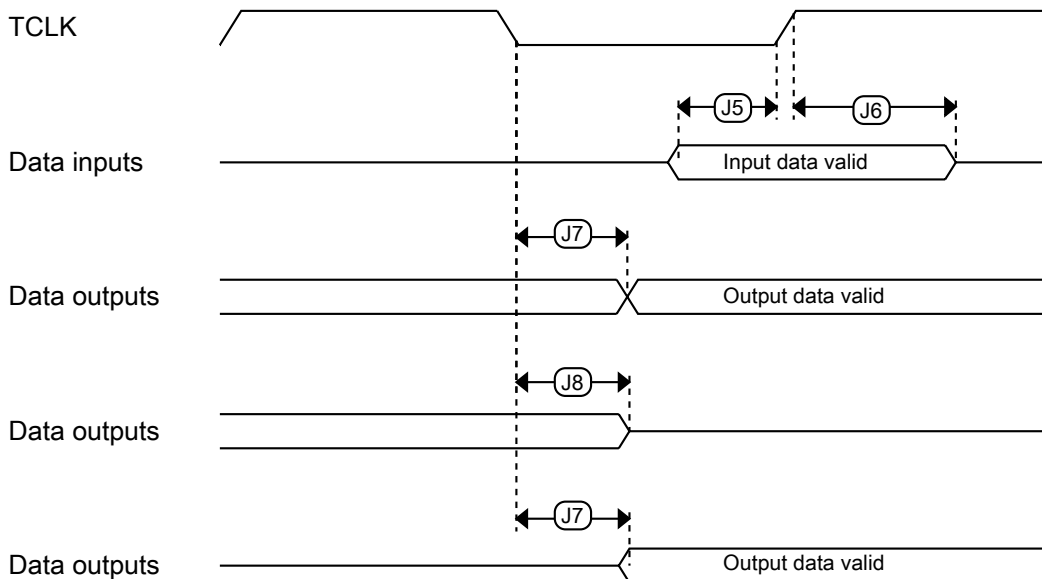 TCLK
J5
J6
Data inputs
Input data valid
J7
Data outputs
Output data valid
J8
Data outputs
J7
Data outputs
Output data valid